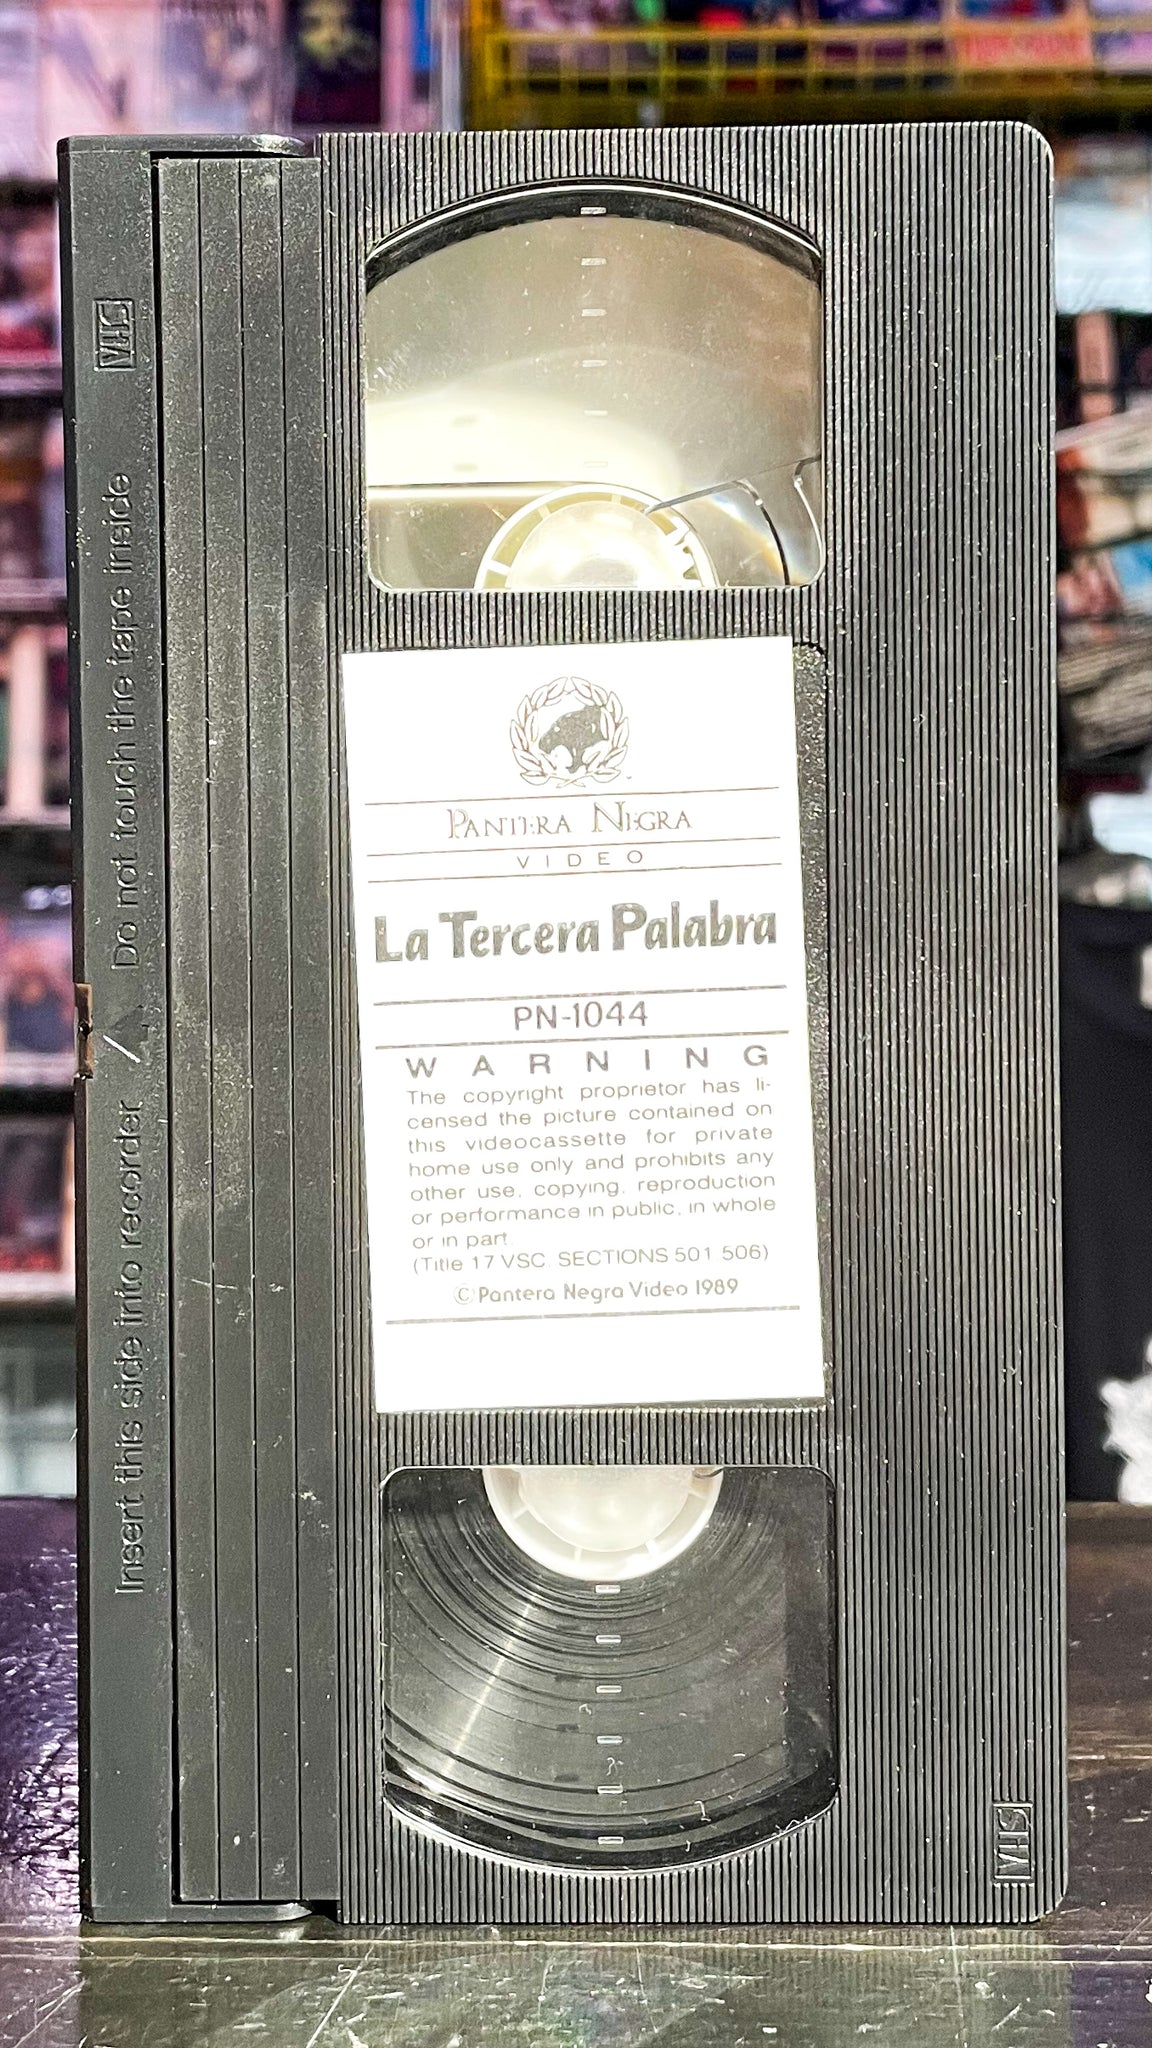 VHS
Do not touch the tape inside
Insert this side into recorder
PANTERA NEGRA
VIDEO
La Tercera Palabra
PN-1044
WARNING
The copyright proprietor has li-
censed the picture contained on
this videocassette for private
home use only and prohibits any
other use, copying, reproduction
or performance in public, in whole
or in part
(Title 17 VSC. SECTIONS 501 506)
©Pantera Negra Video 1989
VHS